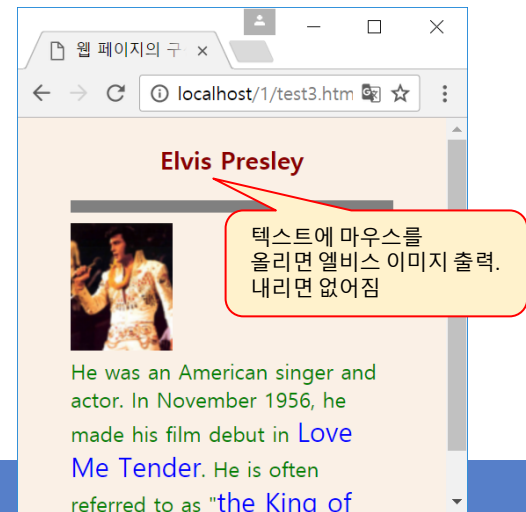 웹 페이지의 구
localhost/1/test3.htm
Elvis Presley
텍스트에 마우스를
올리면 엘비스 이미지 출력.
내리면 없어짐
He was an American singer and
actor. In November 1956, he
made his film debut in Love
Me Tender. He is often
referred to as "the King of